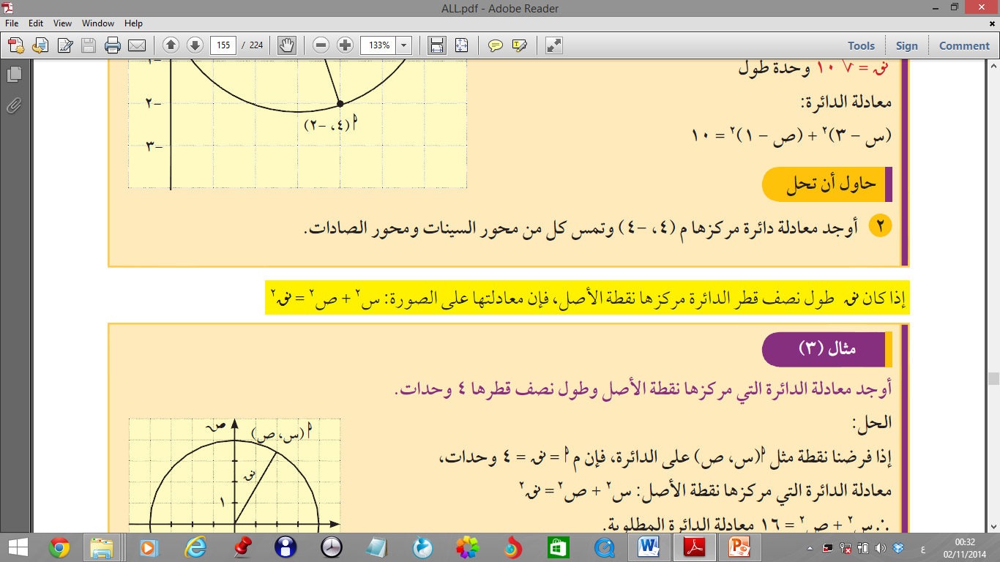 ALL.pdf - Adobe Reader
File Edit View Window Help
155 / 224 133% Tools Sign Comment
نق = √١٠ وحدة طول
معادلة الدائرة:
(س – ٣)٢ + (ص – ١)٢ = ١٠
–١
–٢
–٣
أ(٤، –٢)
حاول أن تحل
٢ أوجد معادلة دائرة مركزها م (٤، –٤) وتمس كل من محور السينات ومحور الصادات.
إذا كان نق طول نصف قطر الدائرة مركزها نقطة الأصل، فإن معادلتها على الصورة: س٢ + ص٢ = نق٢
مثال (٣)
أوجد معادلة الدائرة التي مركزها نقطة الأصل وطول نصف قطرها ٤ وحدات.
الحل:
إذا فرضنا نقطة مثل أ(س، ص) على الدائرة، فإن م أ = نق = ٤ وحدات،
معادلة الدائرة التي مركزها نقطة الأصل: س٢ + ص٢ = نق٢
∴ س٢ + ص٢ = ١٦ معادلة الدائرة المطلوبة.
ص
أ(س، ص)
نق
١
ع 00:32
02/11/2014